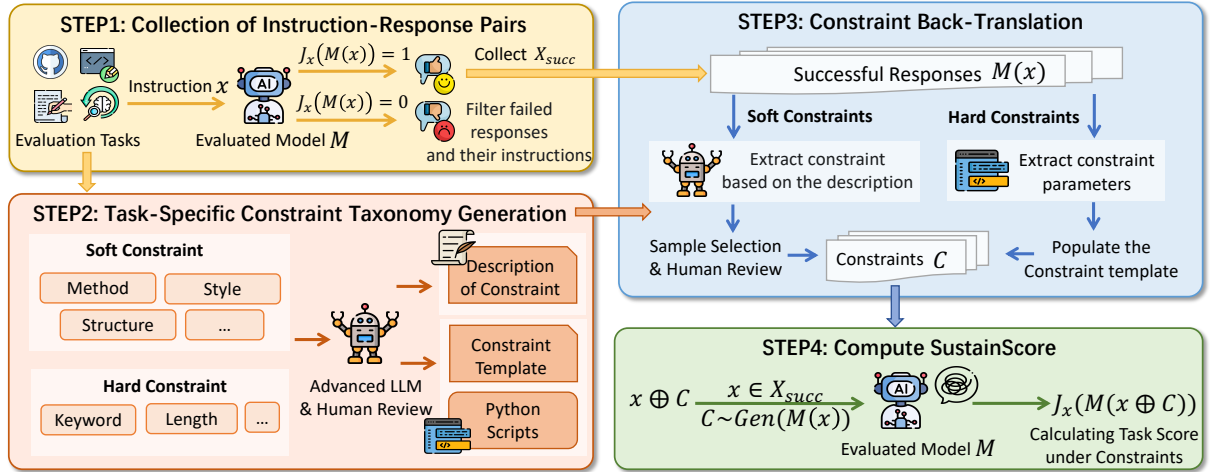 STEP1: Collection of Instruction-Response Pairs
Instruction x
J_x(M(x)) = 1
J_x(M(x)) = 0
AI
Collect X_succ
Filter failed
responses
and their instructions
Evaluation Tasks
Evaluated Model M
STEP2: Task-Specific Constraint Taxonomy Generation
Soft Constraint
Method
Style
Structure
...
Hard Constraint
Keyword
Length
...
Advanced LLM
& Human Review
Description
of Constraint
Constraint
Template
Python
Scripts
</>
STEP3: Constraint Back-Translation
Successful Responses M(x)
Soft Constraints
Hard Constraints
Extract constraint
based on the description
</>
Extract constraint
parameters
Sample Selection
& Human Review
Constraints C
Populate the
Constraint template
STEP4: Compute SustainScore
x ⊕ C
x ∈ X_succ
C~Gen(M(x))
AI
Evaluated Model M
J_x(M(x ⊕ C))
Calculating Task Score
under Constraints